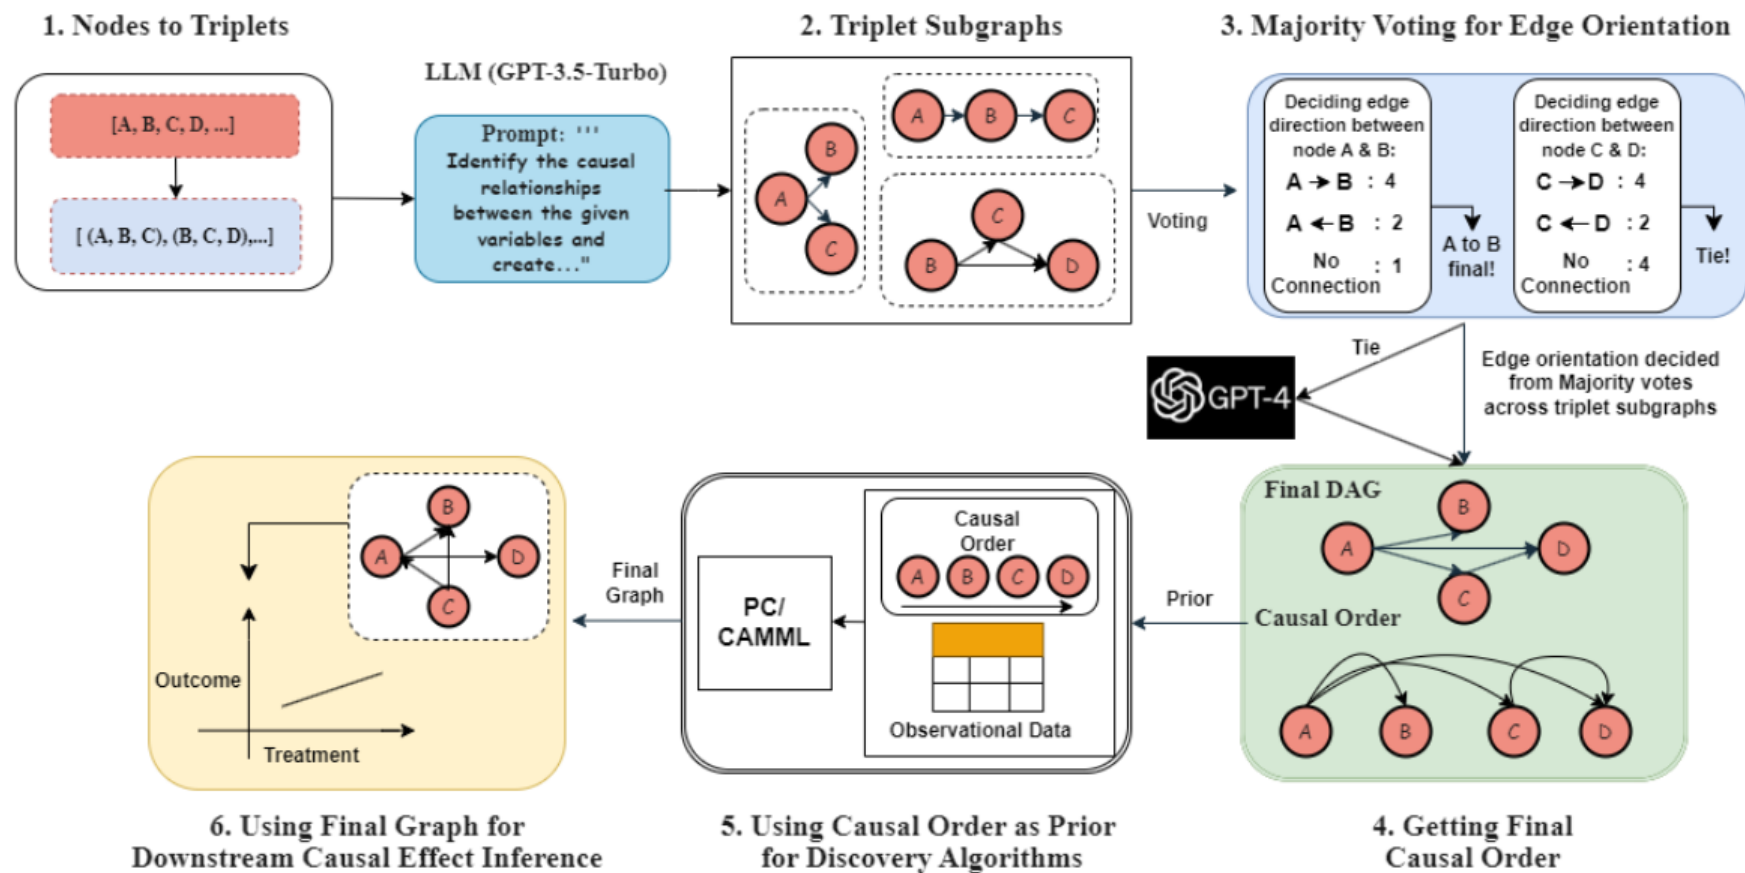 1. Nodes to Triplets
[A, B, C, D, ...]
[ (A, B, C), (B, C, D),...]
LLM (GPT-3.5-Turbo)
Prompt: '''
Identify the causal
relationships
between the given
variables and
create..."
2. Triplet Subgraphs
A
B
C
A
B
C
B
C
D
Voting
3. Majority Voting for Edge Orientation
Deciding edge
direction between
node A & B:
A → B : 4
A ← B : 2
No
Connection : 1
A to B
final!
Deciding edge
direction between
node C & D:
C → D : 4
C ← D : 2
No
Connection : 4
Tie!
Tie
GPT-4
Edge orientation decided
from Majority votes
across triplet subgraphs
Final DAG
A
B
C
D
Causal Order
A
B
C
D
4. Getting Final
Causal Order
Prior
Causal
Order
A
B
C
D
Observational Data
PC/
CAMML
5. Using Causal Order as Prior
for Discovery Algorithms
Final
Graph
A
B
C
D
Outcome
Treatment
6. Using Final Graph for
Downstream Causal Effect Inference